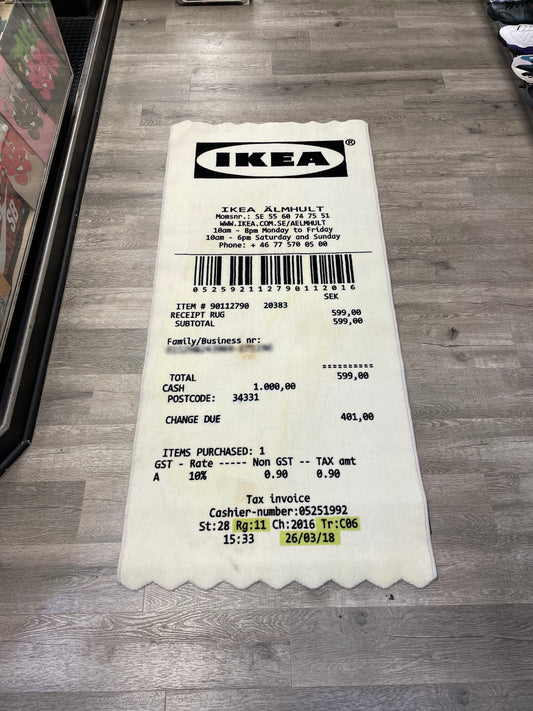 IKEA®
IKEA ÄLMHULT
Momsnr.: SE 55 60 74 75 51
WWW.IKEA.COM.SE/AELMHULT
10am - 8pm Monday to Friday
10am - 6pm Saturday and Sunday
Phone: + 46 77 570 05 00
05259211279011 2016
SEK
ITEM # 90112790 20383
RECEIPT RUG 599,00
SUBTOTAL 599,00
Family/Business nr:
==========
TOTAL 599,00
CASH 1.000,00
POSTCODE: 34331
CHANGE DUE 401,00
ITEMS PURCHASED: 1
GST - Rate ----- Non GST -- TAX amt
A 10% 0.90 0.90
Tax invoice
Cashier-number:05251992
St:28 Rg:11 Ch:2016 Tr:C06
15:33 26/03/18